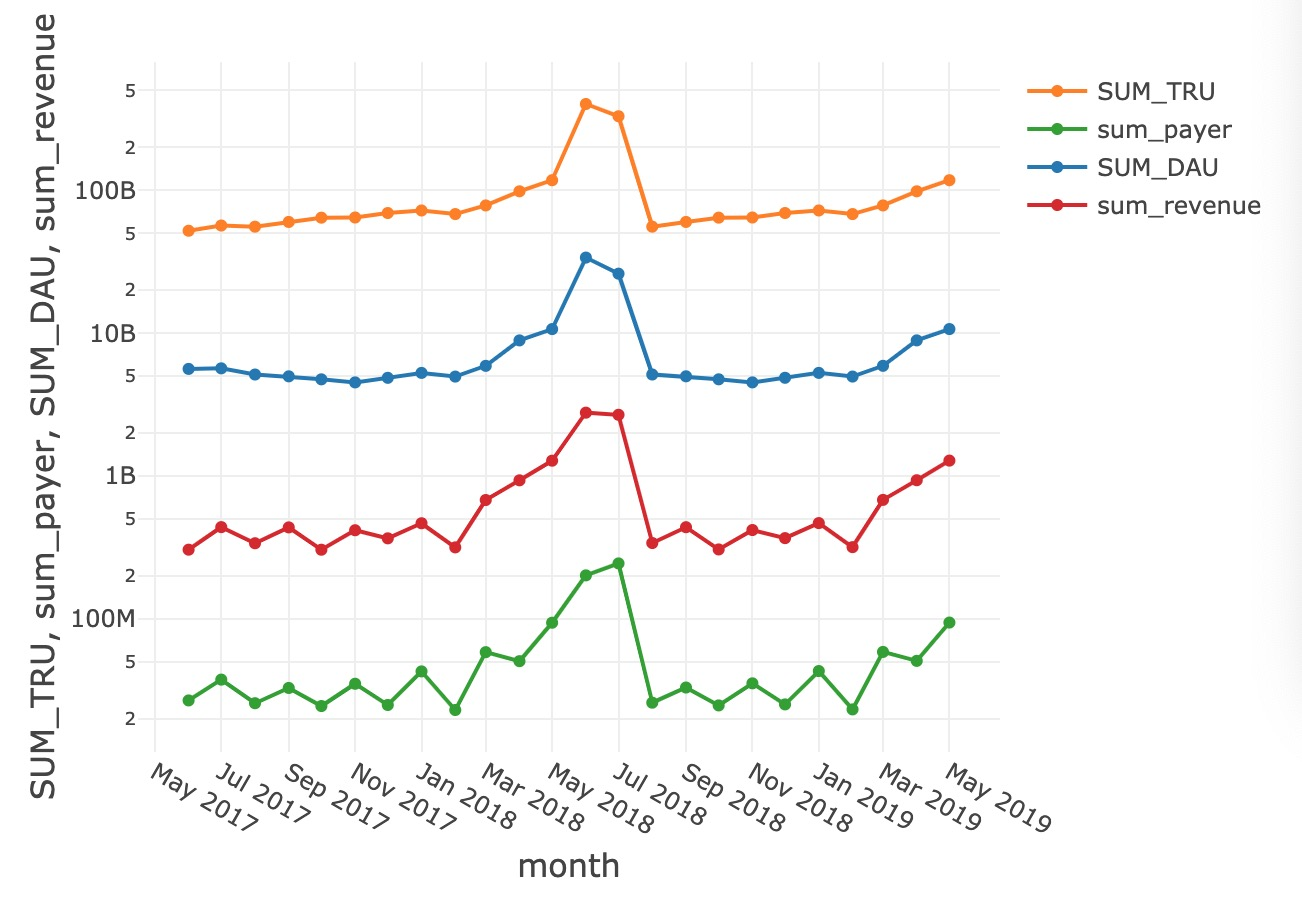 SUM_TRU, sum_payer, SUM_DAU, sum_revenue
5
2
100B
5
2
10B
5
2
1B
5
2
100M
5
2
May 2017
Jul 2017
Sep 2017
Nov 2017
Jan 2018
Mar 2018
May 2018
Jul 2018
Sep 2018
Nov 2018
Jan 2019
Mar 2019
May 2019
month
SUM_TRU
sum_payer
SUM_DAU
sum_revenue